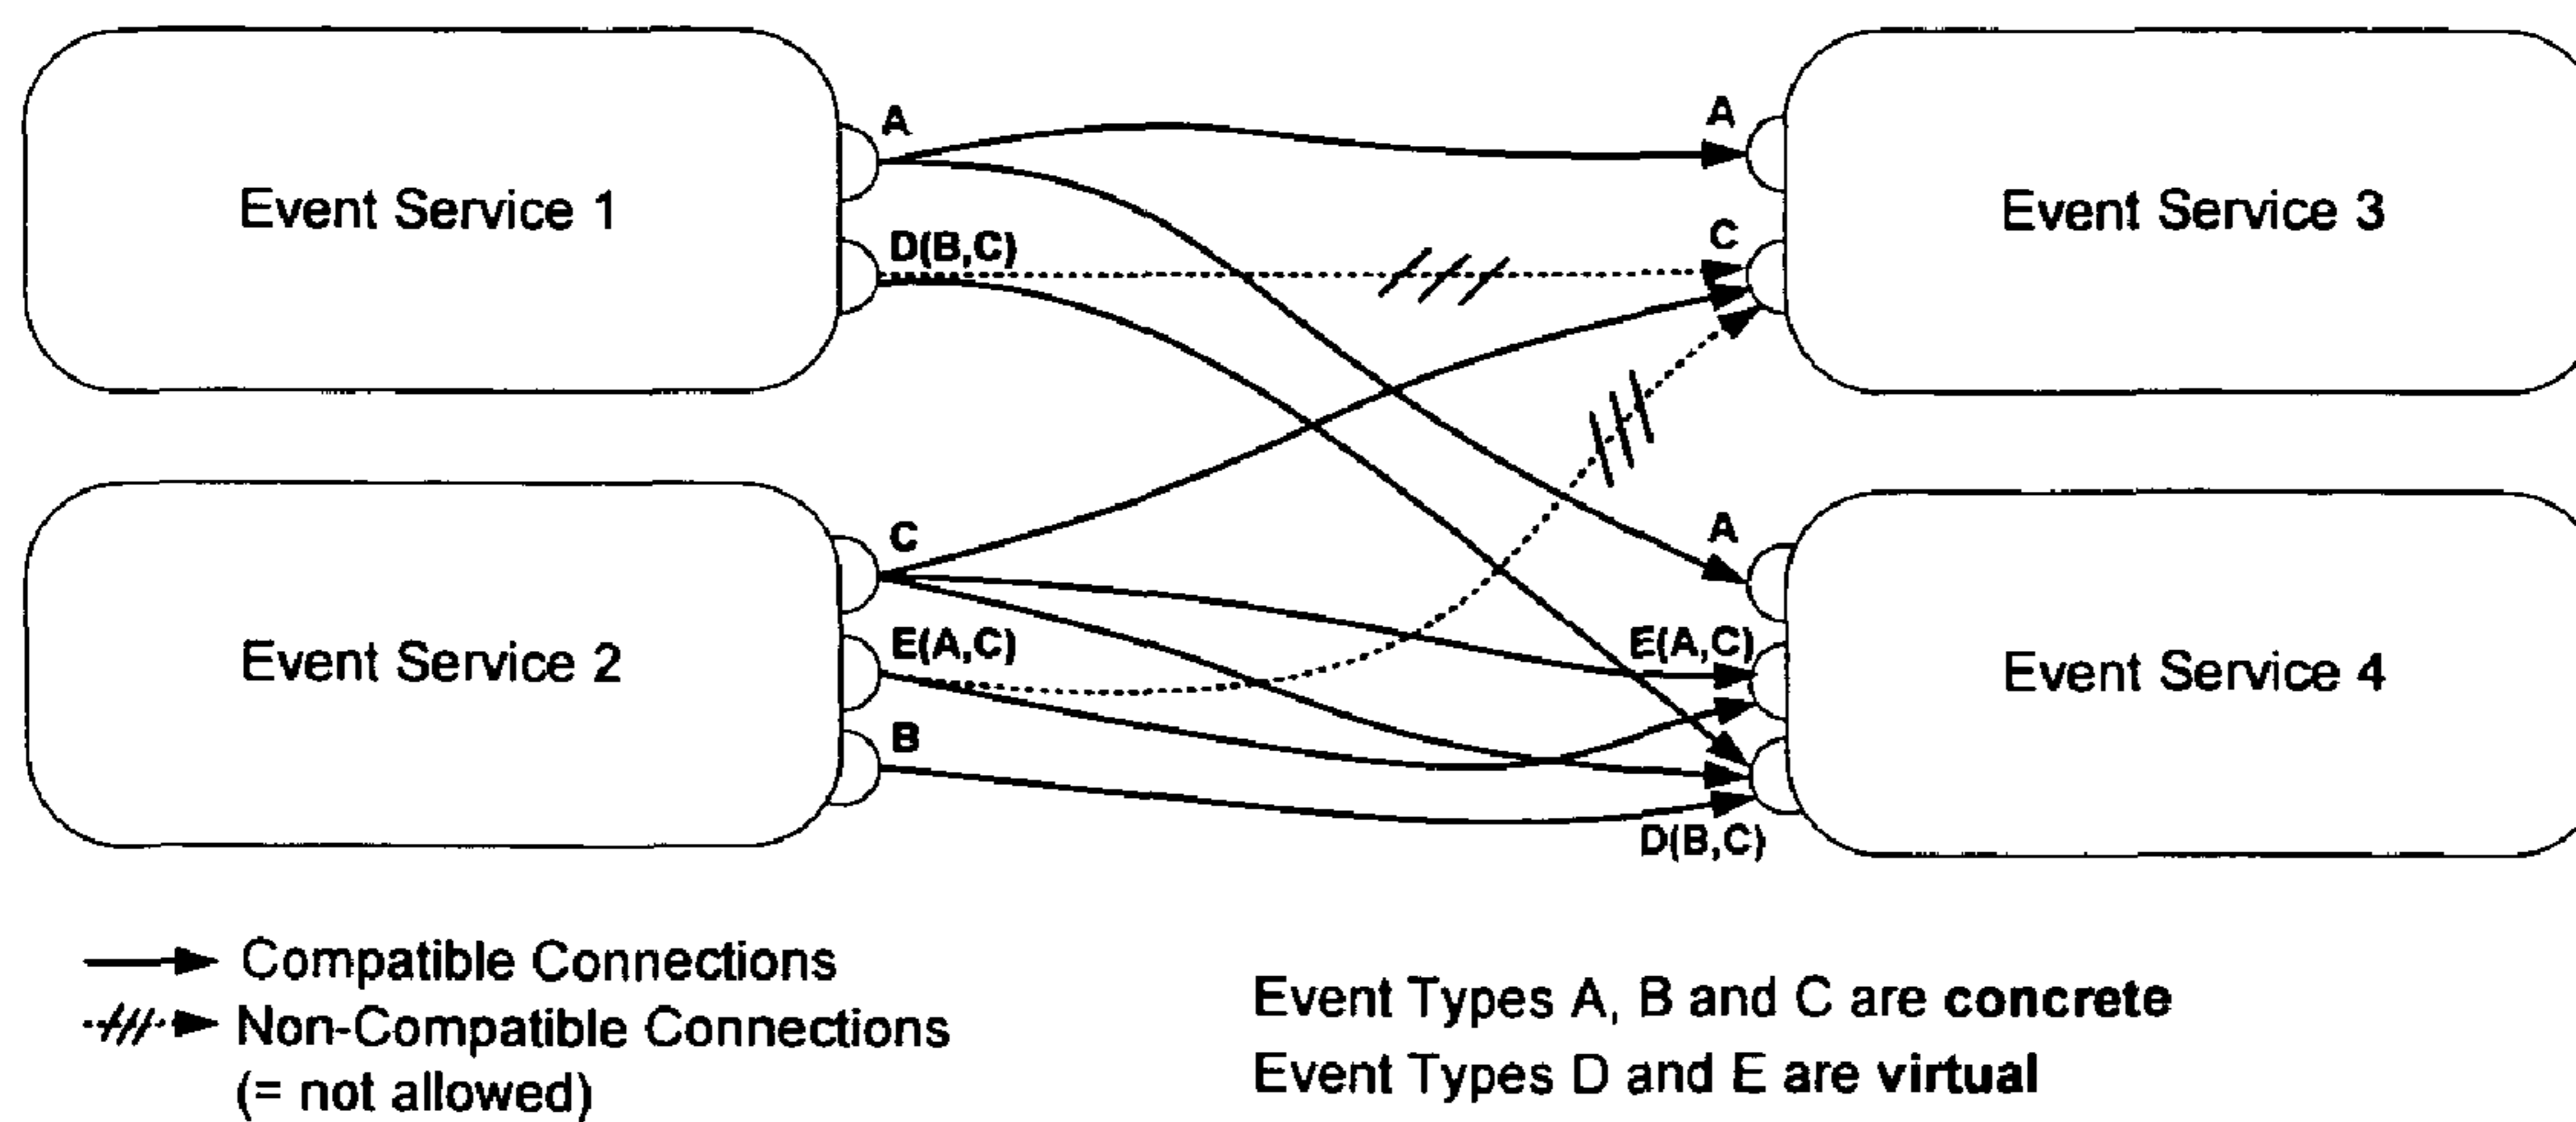 A
A
Event Service 1
Event Service 3
D(B,C)
C
C
A
E(A,C)
E(A,C)
Event Service 2
Event Service 4
B
D(B,C)
Compatible Connections
Non-Compatible Connections
(= not allowed)
Event Types A, B and C are concrete
Event Types D and E are virtual